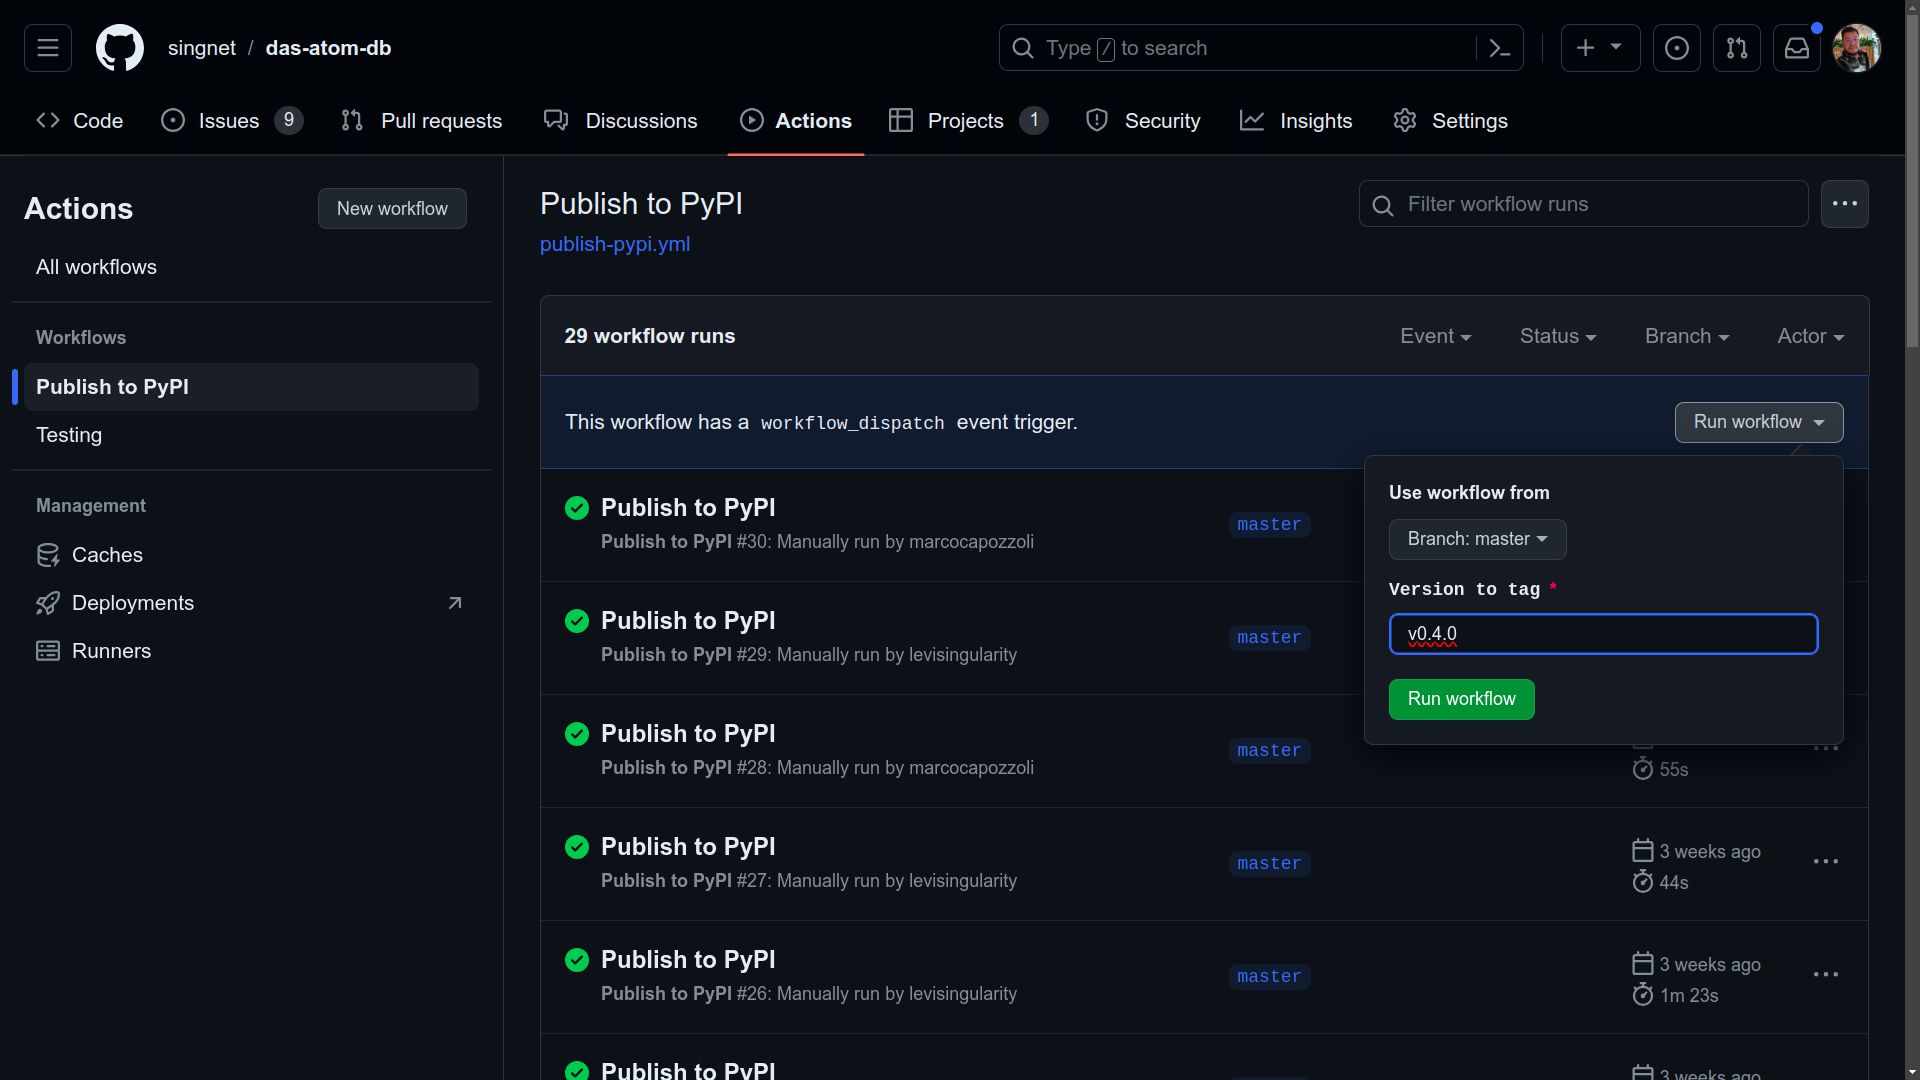 singnet / das-atom-db
Type / to search
Code
Issues 9
Pull requests
Discussions
Actions
Projects 1
Security
Insights
Settings
Actions
New workflow
All workflows
Workflows
Publish to PyPI
Testing
Management
Caches
Deployments
Runners
Publish to PyPI
publish-pypi.yml
Filter workflow runs
29 workflow runs
Event
Status
Branch
Actor
This workflow has a workflow_dispatch event trigger.
Run workflow
Use workflow from
Branch: master
Version to tag *
v0.4.0
Run workflow
Publish to PyPI
Publish to PyPI #30: Manually run by marcocapozzoli
master
Publish to PyPI
Publish to PyPI #29: Manually run by levisingularity
master
Publish to PyPI
Publish to PyPI #28: Manually run by marcocapozzoli
master
55s
Publish to PyPI
Publish to PyPI #27: Manually run by levisingularity
master
3 weeks ago
44s
Publish to PyPI
Publish to PyPI #26: Manually run by levisingularity
master
3 weeks ago
1m 23s
Publish to PyPI
3 weeks ago